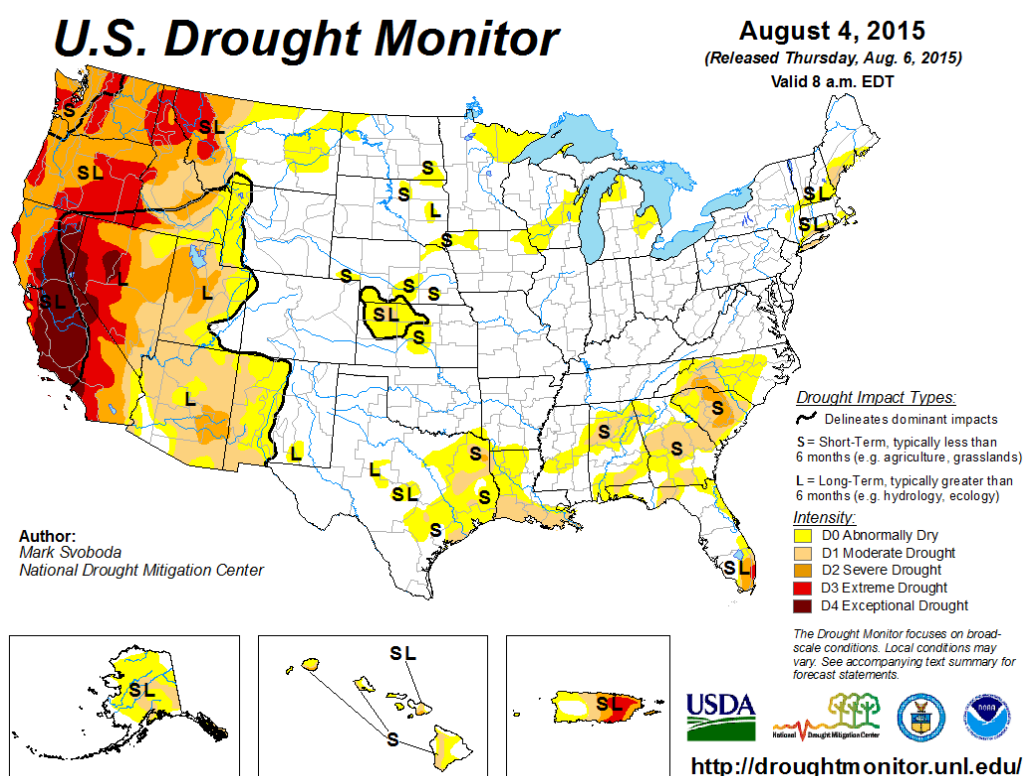 U.S. Drought Monitor
August 4, 2015
(Released Thursday, Aug. 6, 2015)
Valid 8 a.m. EDT
S
SL
SL
S
S
L
S
SL
SL
L
L
SL
S
S
S
SL
S
L
L
L
SL
S
S
S
S
S
S
SL
Drought Impact Types:
Delineates dominant impacts
S = Short-Term, typically less than
6 months (e.g. agriculture, grasslands)
L = Long-Term, typically greater than
6 months (e.g. hydrology, ecology)
Intensity:
D0 Abnormally Dry
D1 Moderate Drought
D2 Severe Drought
D3 Extreme Drought
D4 Exceptional Drought
Author:
Mark Svoboda
National Drought Mitigation Center
The Drought Monitor focuses on broad-
scale conditions. Local conditions may
vary. See accompanying text summary for
forecast statements.
SL
SL
S
SL
USDA
National Drought Mitigation Center
NOAA
http://droughtmonitor.unl.edu/